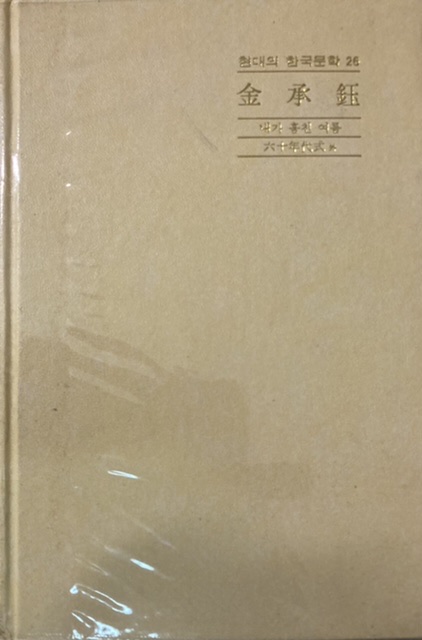 현대의 한국문학 26
金承鈺
내가 훔친 여름
六十年代式 外